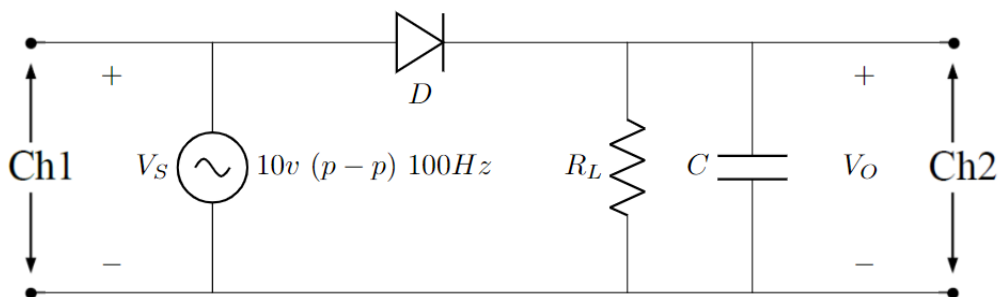 D
+
+
Ch1
V_S
10v (p − p) 100Hz
R_L
C
V_O
Ch2
−
−